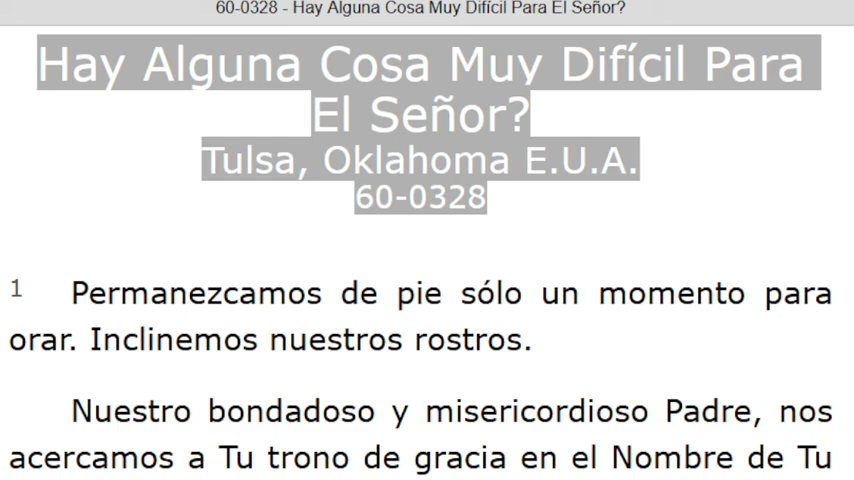 60-0328 - Hay Alguna Cosa Muy Difícil Para El Señor?
Hay Alguna Cosa Muy Difícil Para
El Señor?
Tulsa, Oklahoma E.U.A.
60-0328
1 Permanezcamos de pie sólo un momento para
orar. Inclinemos nuestros rostros.
Nuestro bondadoso y misericordioso Padre, nos
acercamos a Tu trono de gracia en el Nombre de Tu